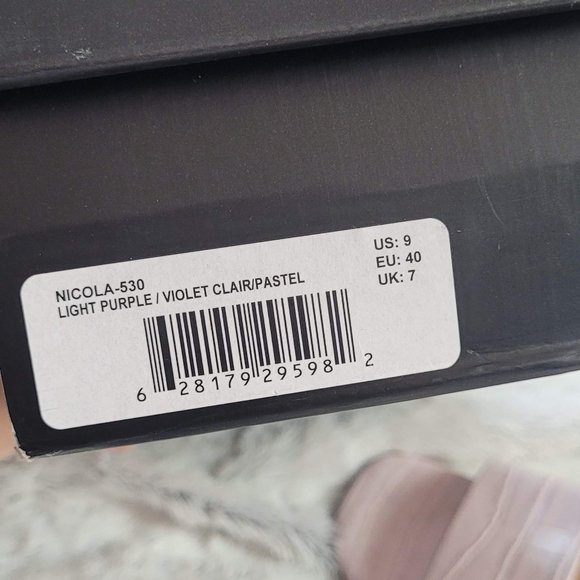 NICOLA-530
LIGHT PURPLE / VIOLET CLAIR/PASTEL
US: 9
EU: 40
UK: 7
6 28179 29598 2